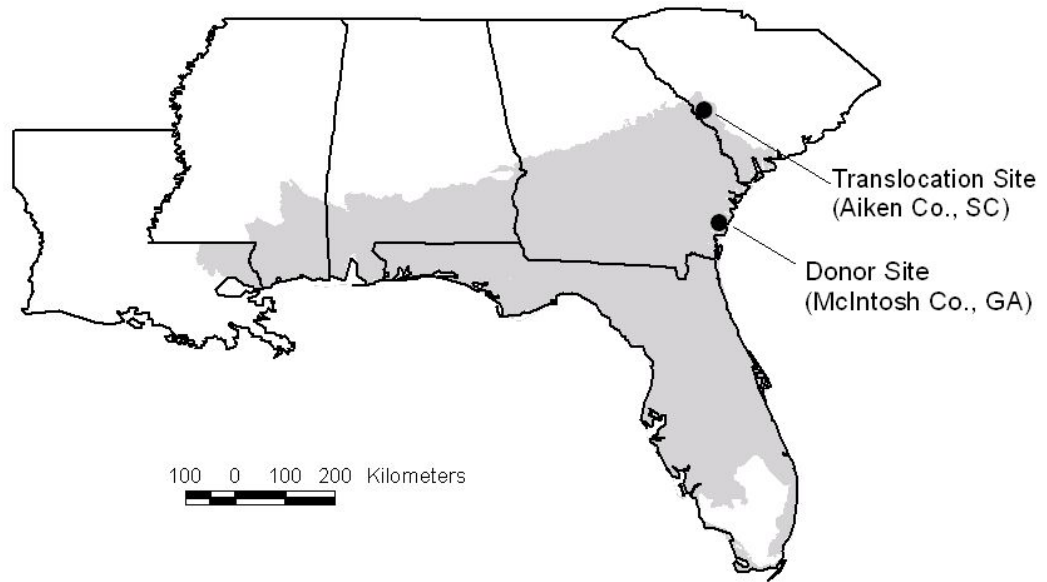 Translocation Site
(Aiken Co., SC)
Donor Site
(McIntosh Co., GA)
100 0 100 200 Kilometers